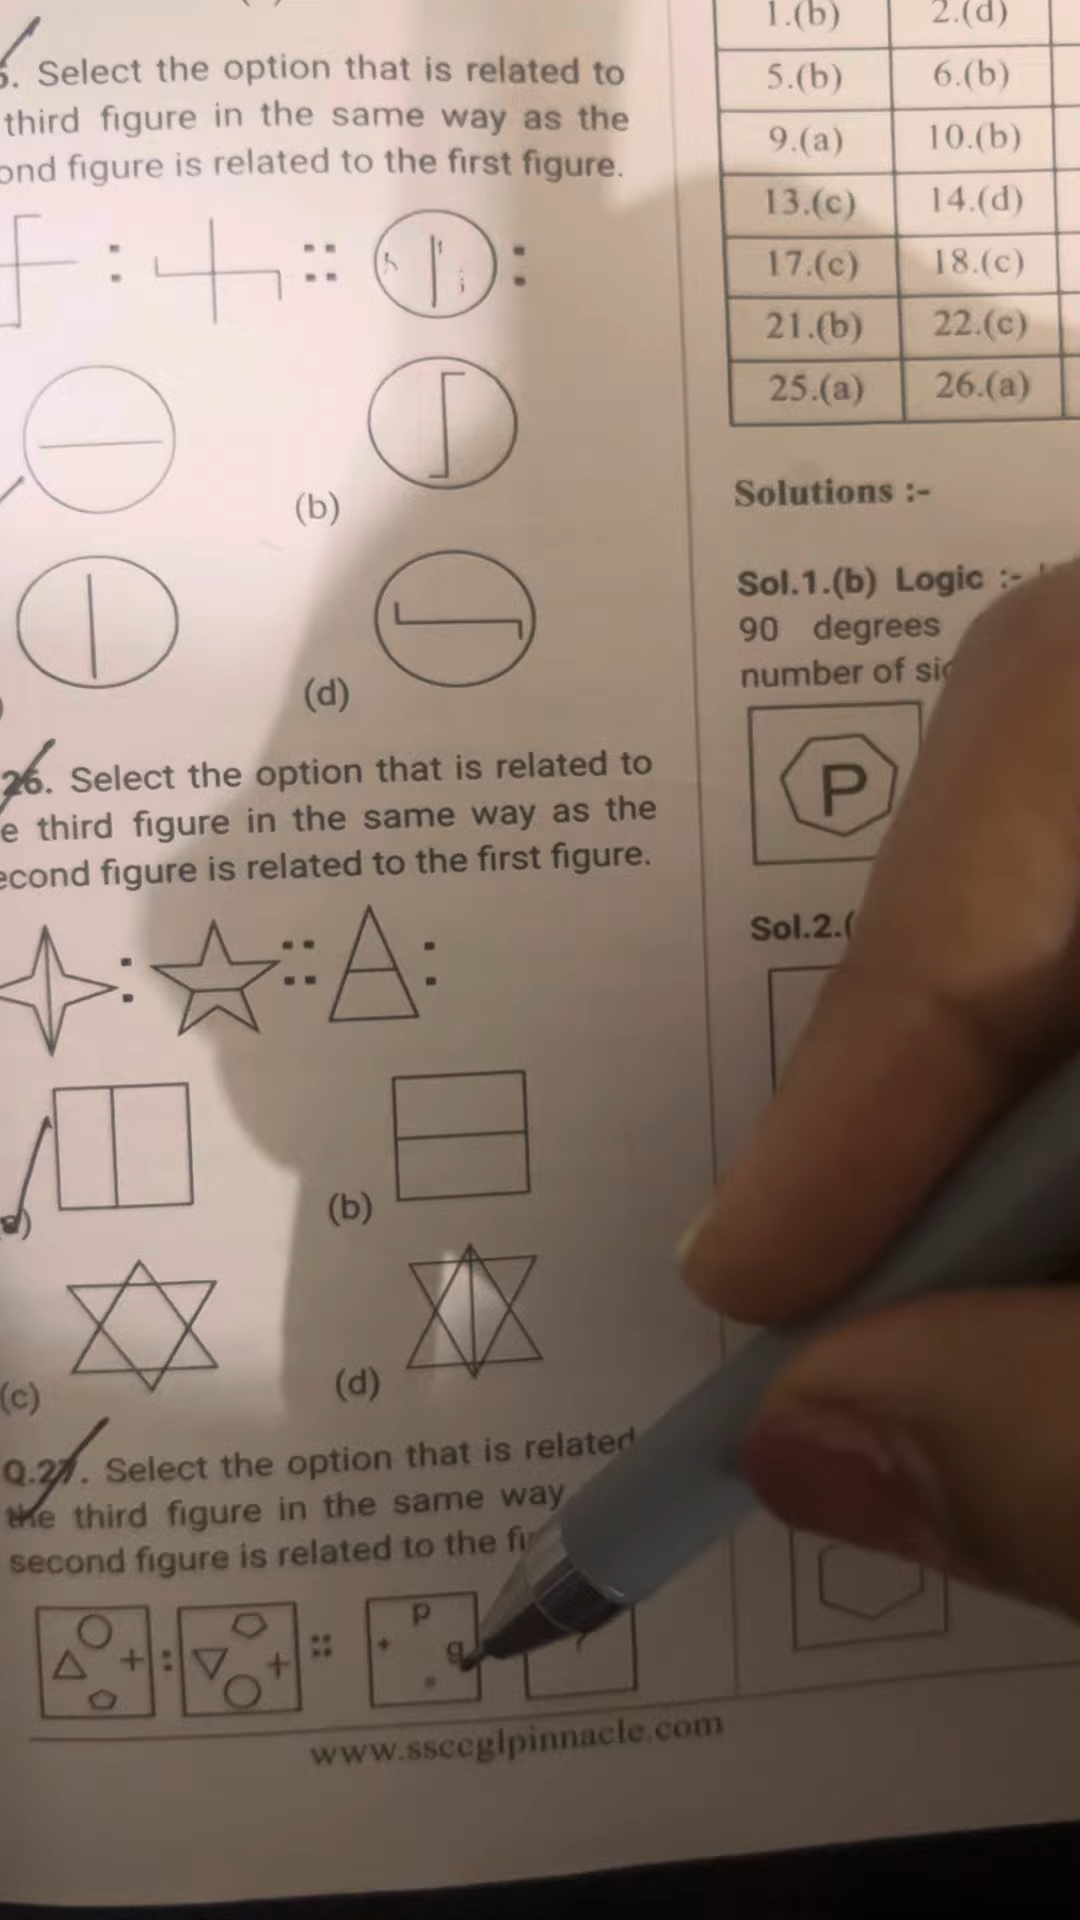 Select the option that is related to
third figure in the same way as the
ond figure is related to the first figure.
(b)
(d)
26. Select the option that is related to
e third figure in the same way as the
econd figure is related to the first figure.
(b)
(c)
(d)
Q.27. Select the option that is related
the third figure in the same way
second figure is related to the
p
+ + + g
www.ssccglpinnacle.com
1.(b) 2.(d)
5.(b) 6.(b)
9.(a) 10.(b)
13.(c) 14.(d)
17.(c) 18.(c)
21.(b) 22.(c)
25.(a) 26.(a)
Solutions :-
Sol.1.(b) Logic :-
90 degrees
number of
P
Sol.2.(